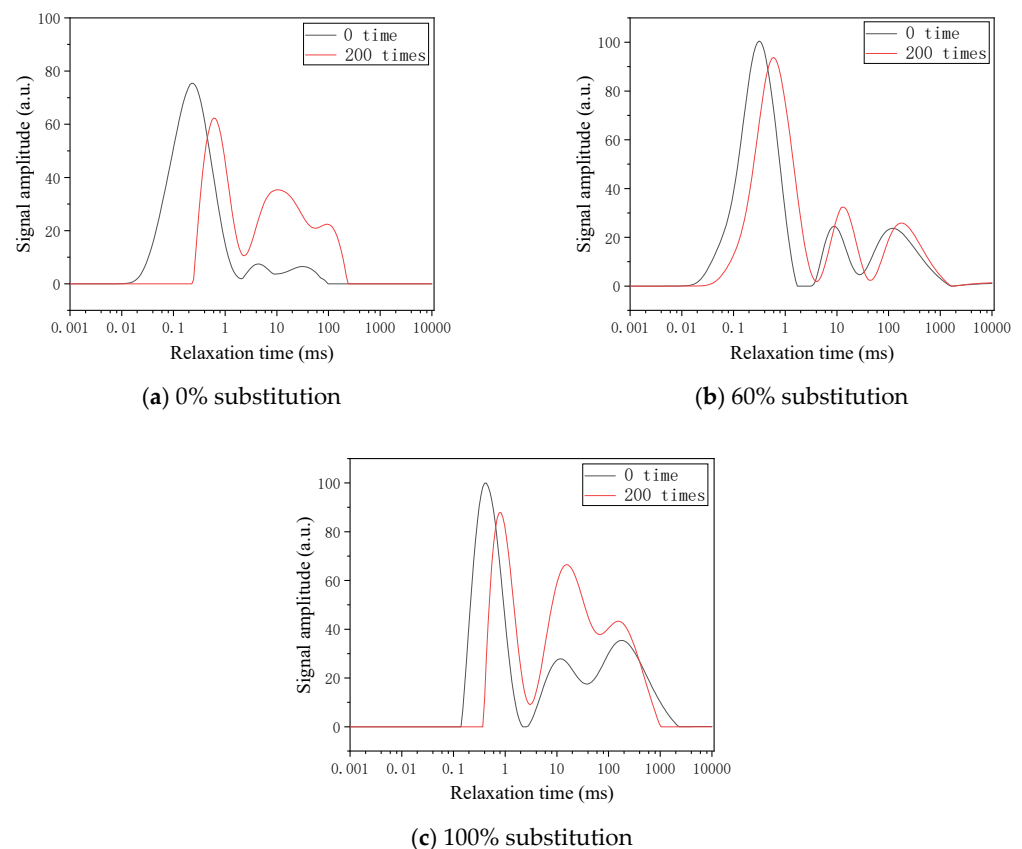 100
80
60
40
20
0
Signal amplitude (a.u.)
0 time
200 times
0.001 0.01 0.1 1 10 100 1000 10000
Relaxation time (ms)
(a) 0% substitution
100
80
60
40
20
0
Signal amplitude (a.u.)
0 time
200 times
0.001 0.01 0.1 1 10 100 1000 10000
Relaxation time (ms)
(b) 60% substitution
100
80
60
40
20
0
Signal amplitude (a.u.)
0 time
200 times
0.001 0.01 0.1 1 10 100 1000 10000
Relaxation time (ms)
(c) 100% substitution